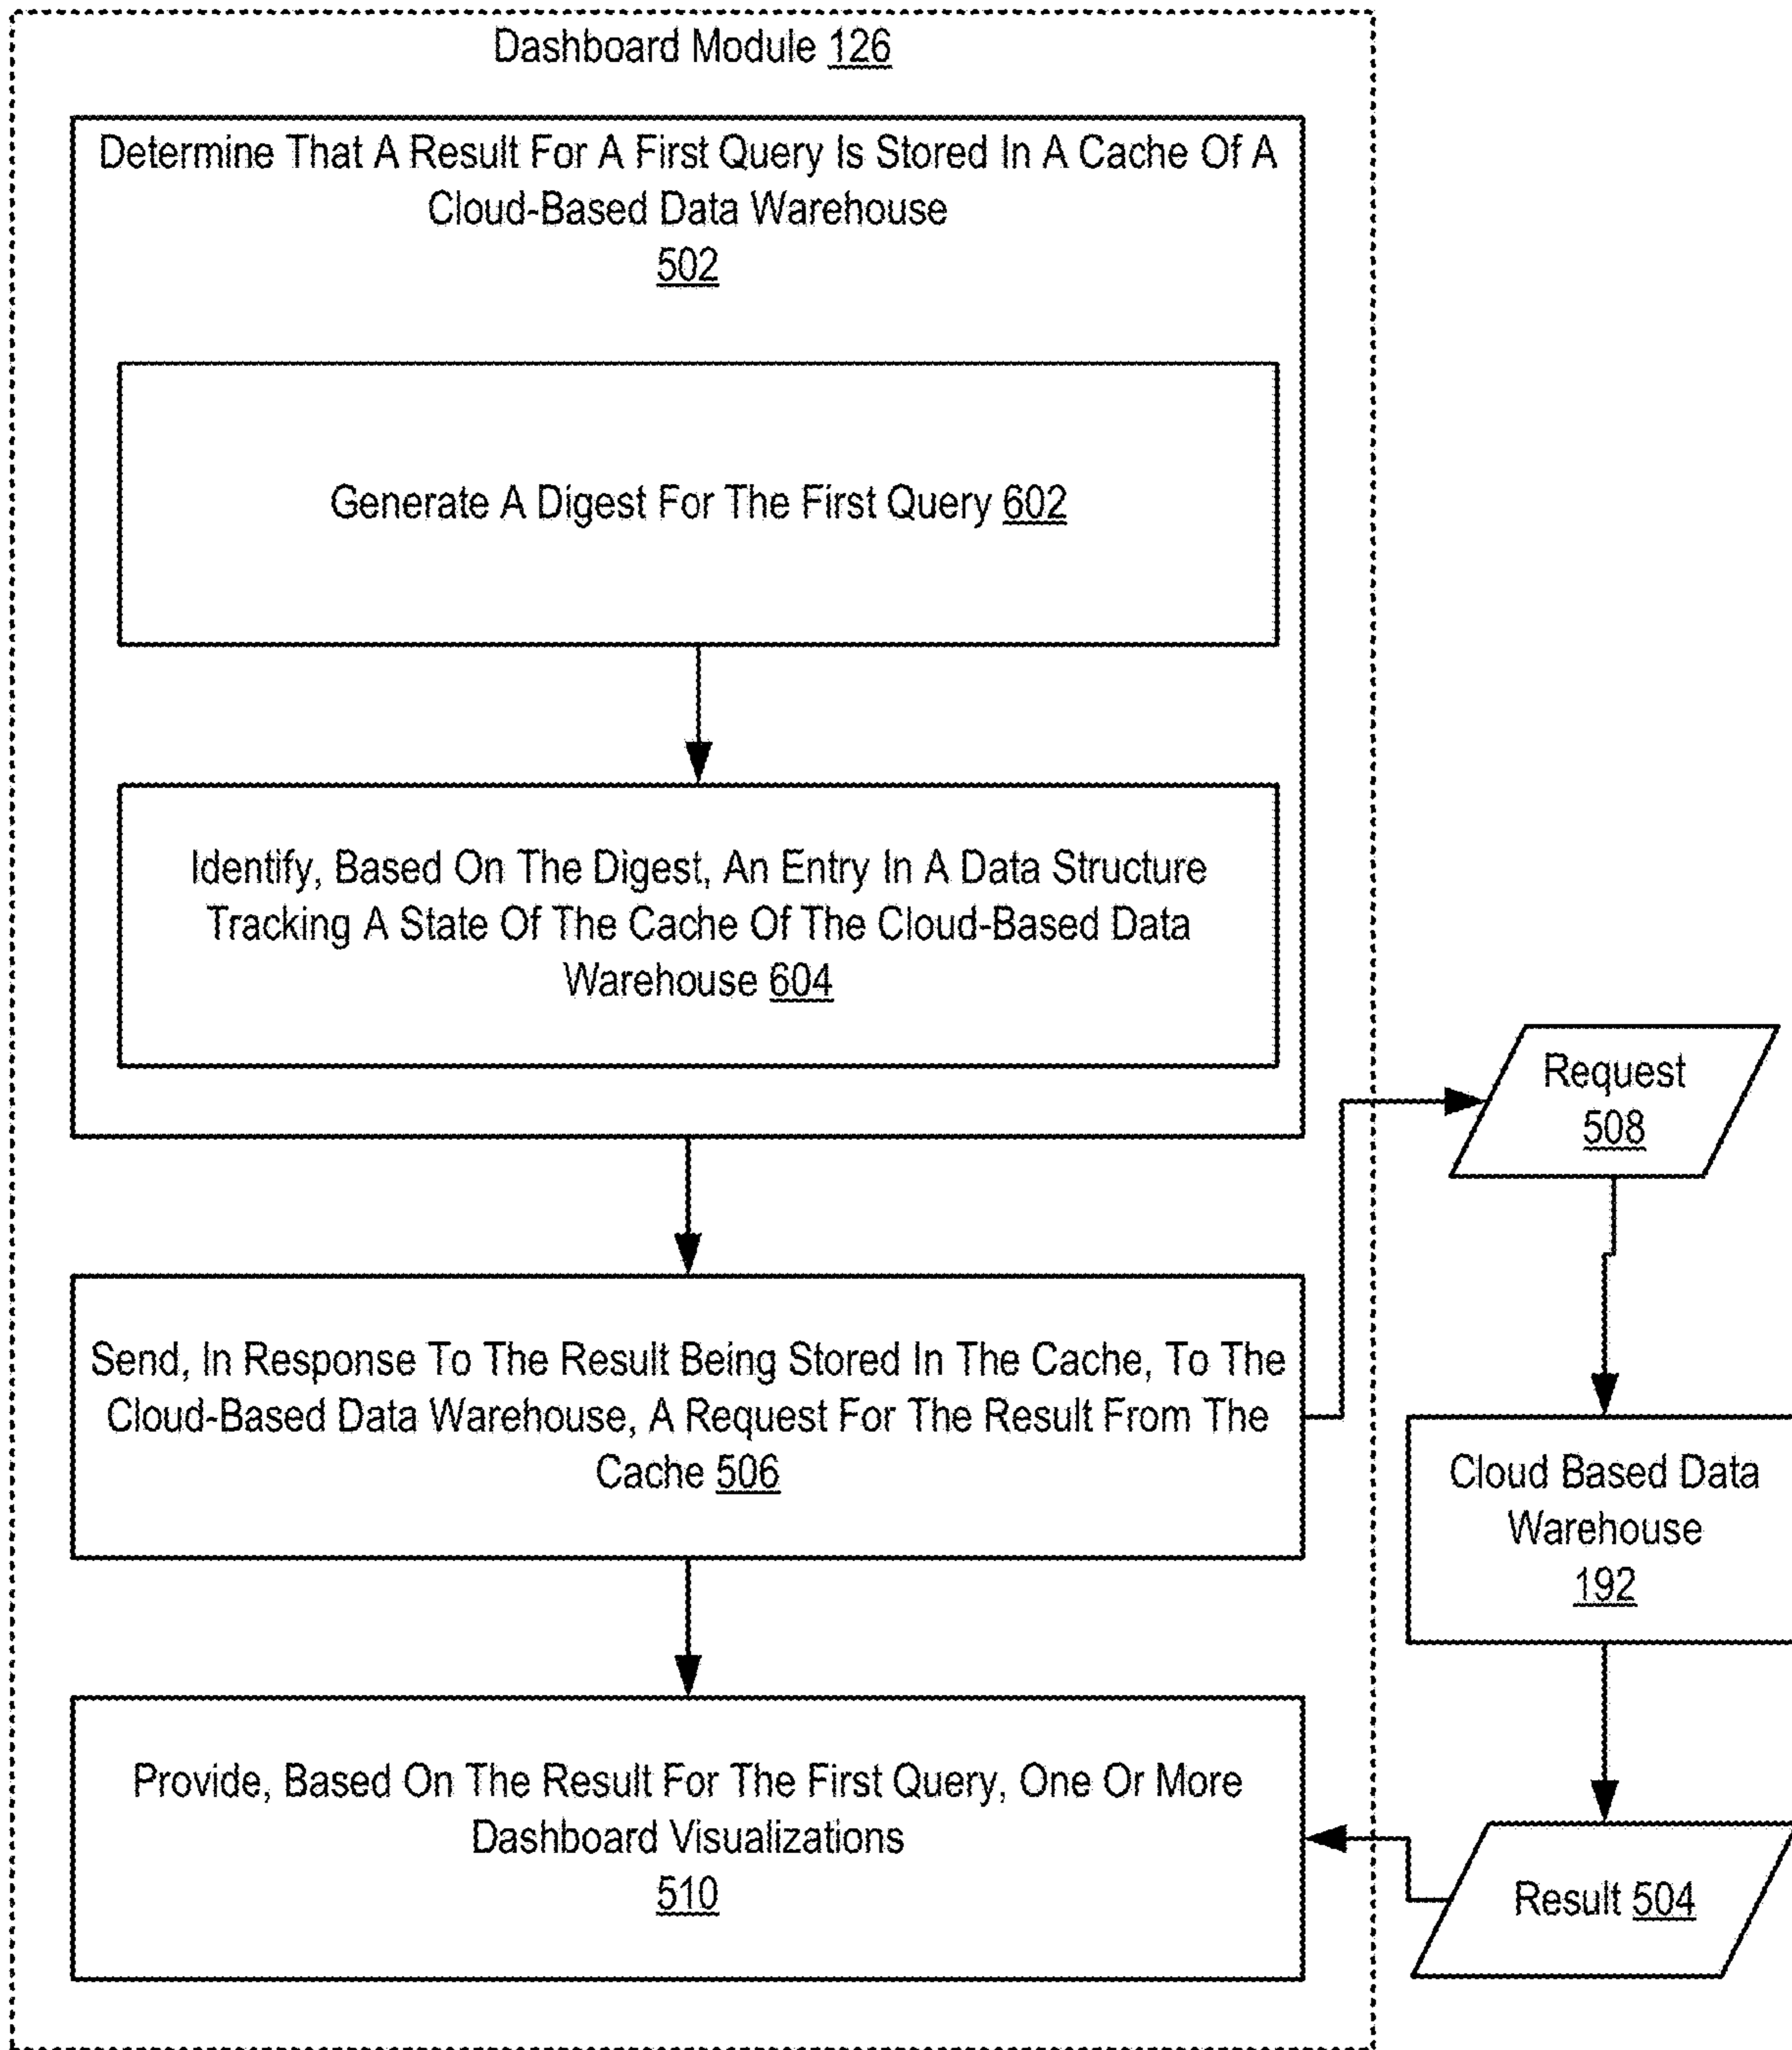 Dashboard Module 126
Determine That A Result For A First Query Is Stored In A Cache Of A
Cloud-Based Data Warehouse
502
Generate A Digest For The First Query 602
Identify, Based On The Digest, An Entry In A Data Structure
Tracking A State Of The Cache Of The Cloud-Based Data
Warehouse 604
Request
508
Send, In Response To The Result Being Stored In The Cache, To The
Cloud-Based Data Warehouse, A Request For The Result From The
Cache 506
Cloud Based Data
Warehouse
192
Provide, Based On The Result For The First Query, One Or More
Dashboard Visualizations
510
Result 504